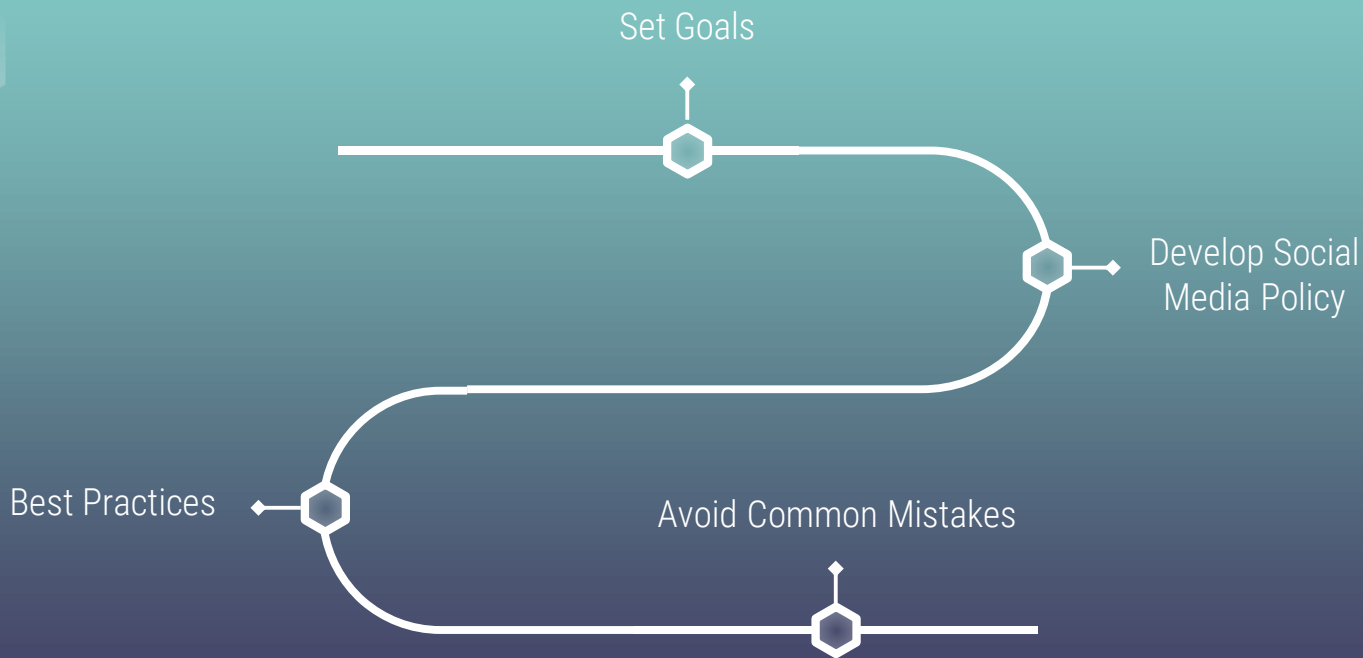 Set Goals
Develop Social
Media Policy
Best Practices
Avoid Common Mistakes